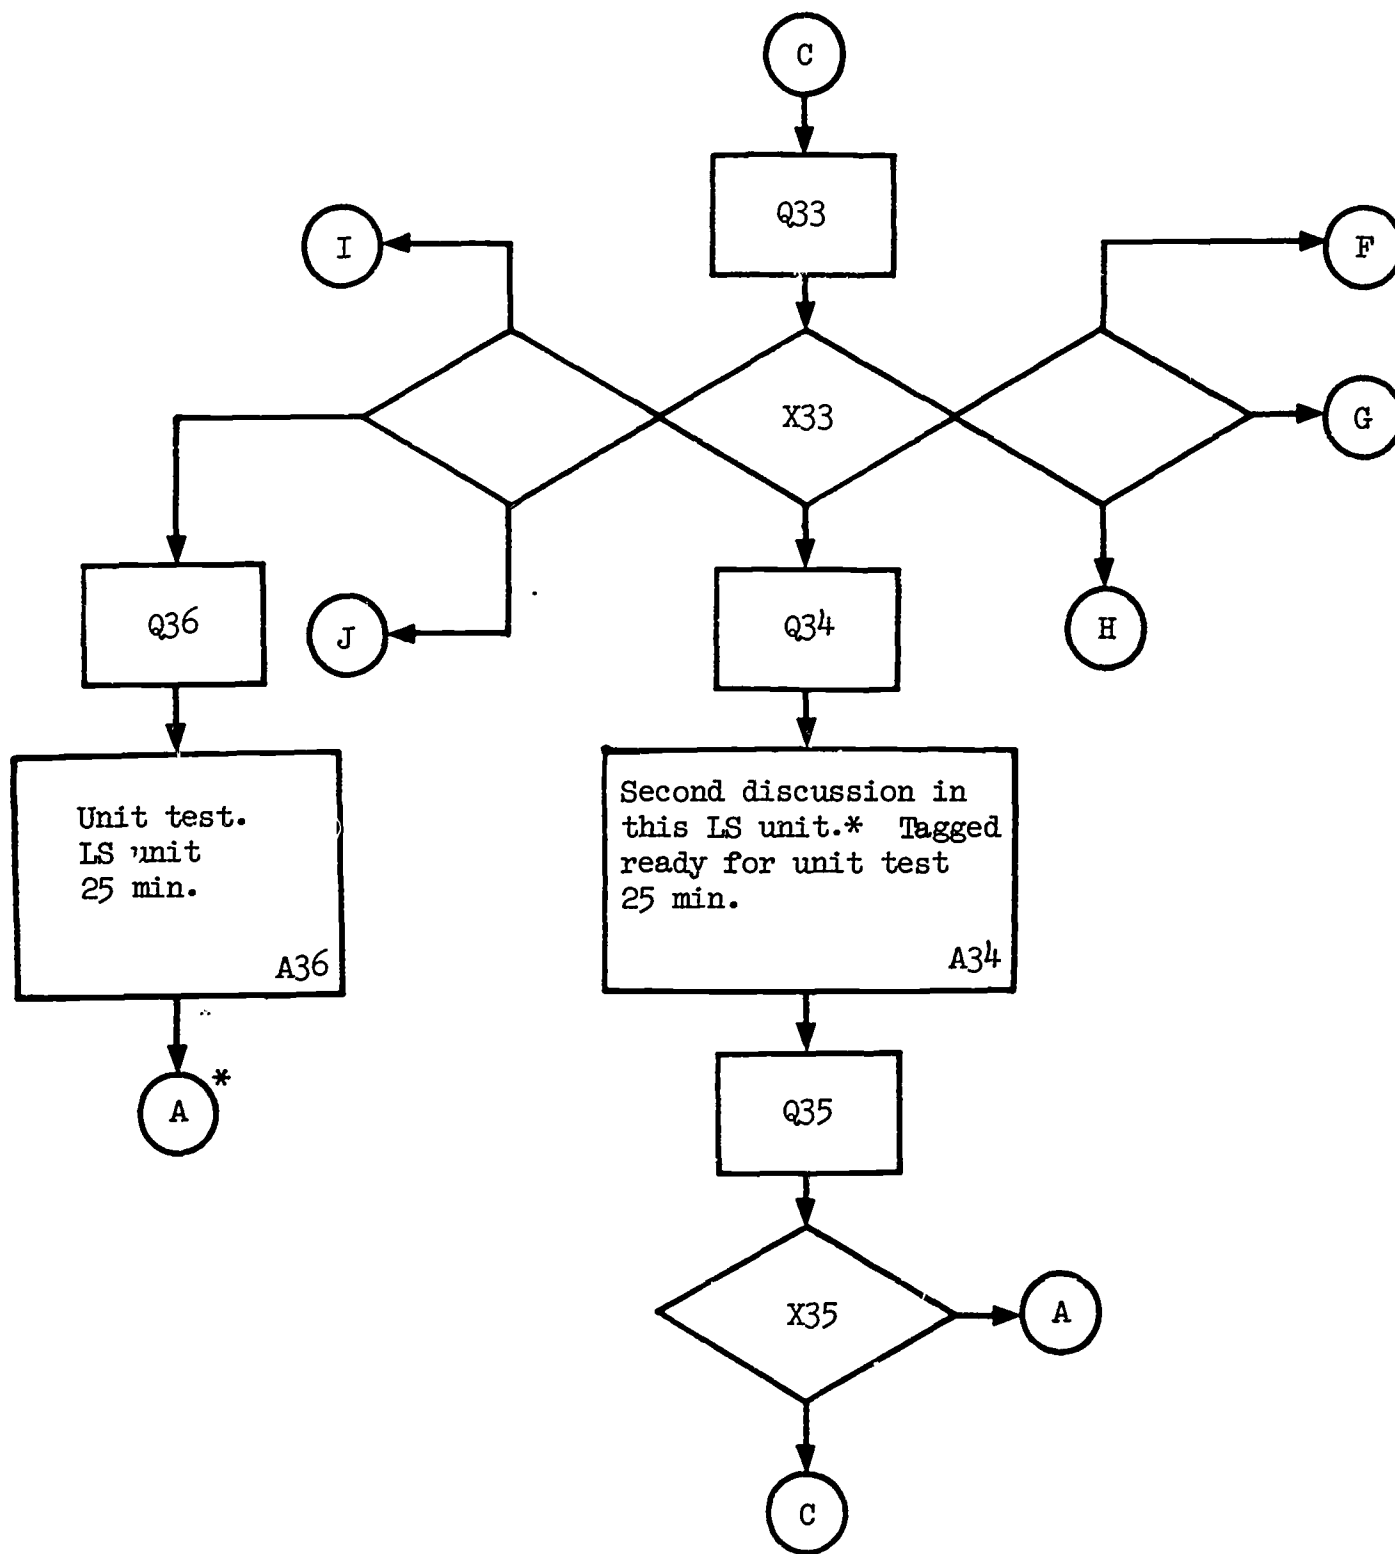 C
Q33
I
F
X33
G
Q36
J
Q34
H
Unit test.
LS unit
25 min.
A36
Second discussion in
this LS unit.* Tagged
ready for unit test
25 min.
A34
A *
Q35
X35
A
C